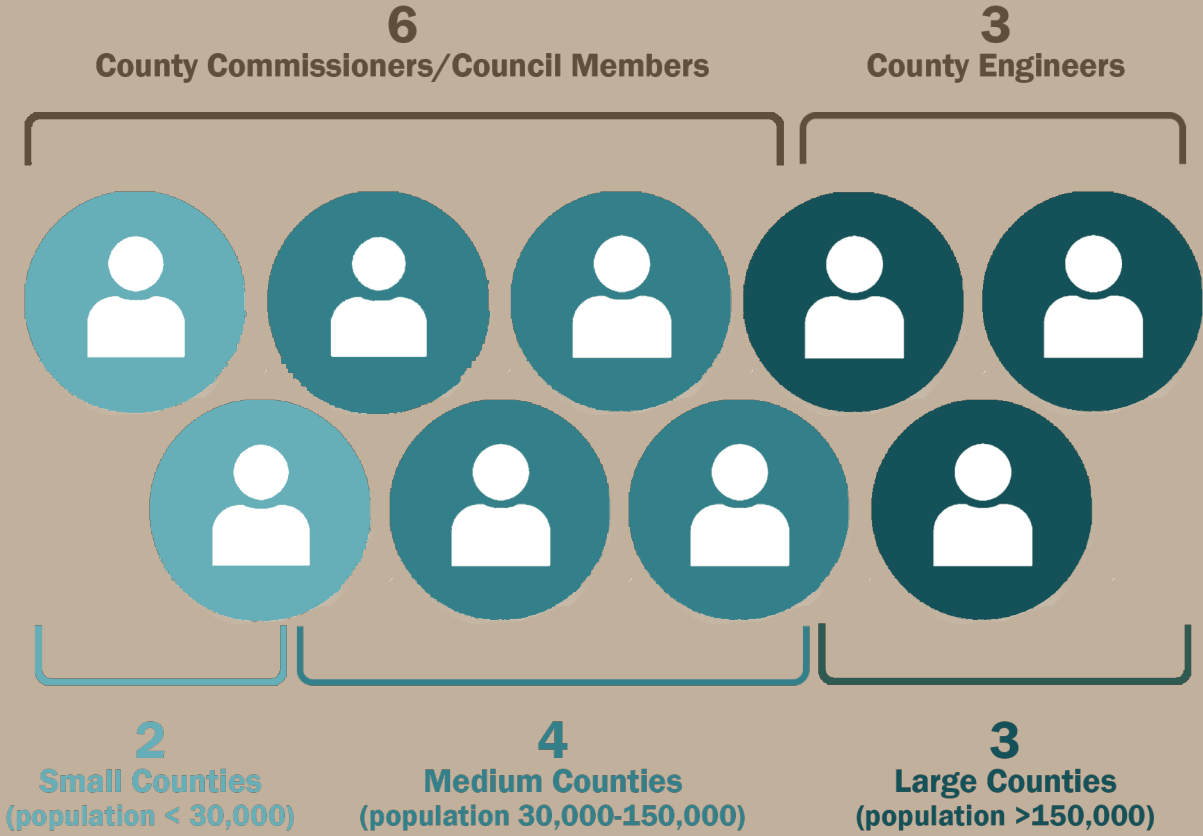 6
County Commissioners/Council Members
3
County Engineers
2
Small Counties
(population < 30,000)
4
Medium Counties
(population 30,000-150,000)
3
Large Counties
(population >150,000)